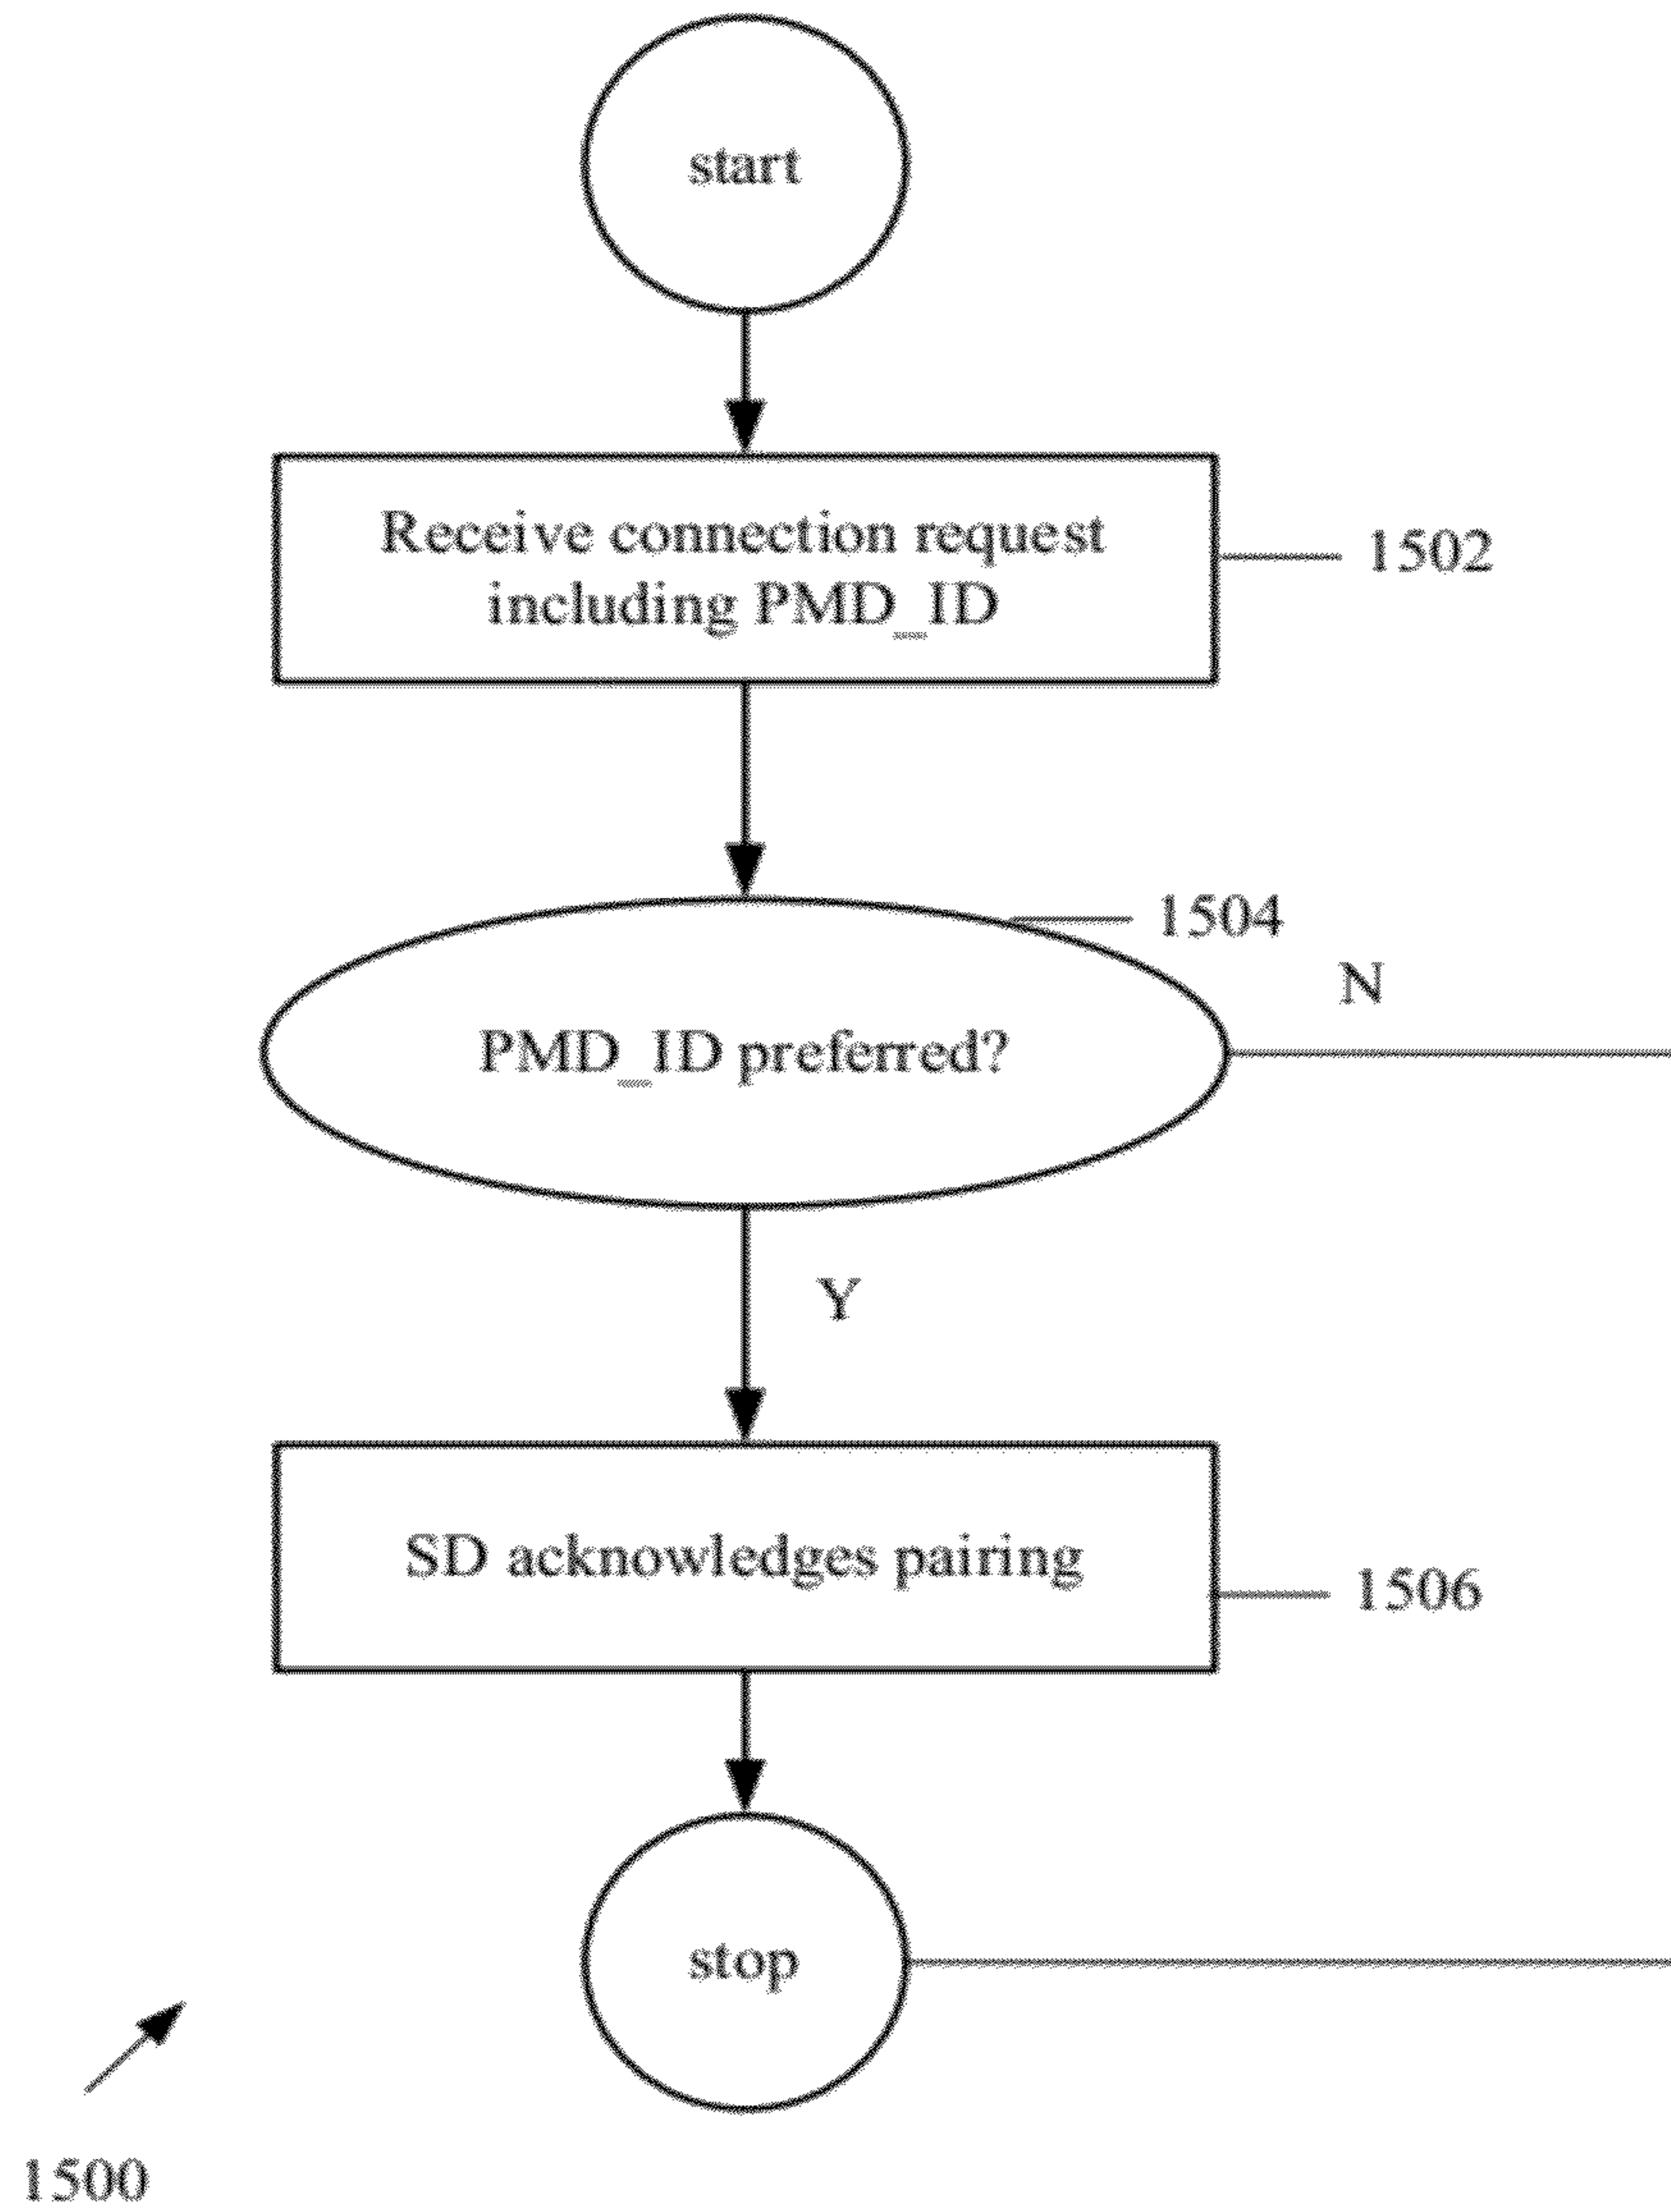 start
Receive connection request
including PMD_ID
1502
1504
N
PMD_ID preferred?
Y
SD acknowledges pairing
1506
stop
1500